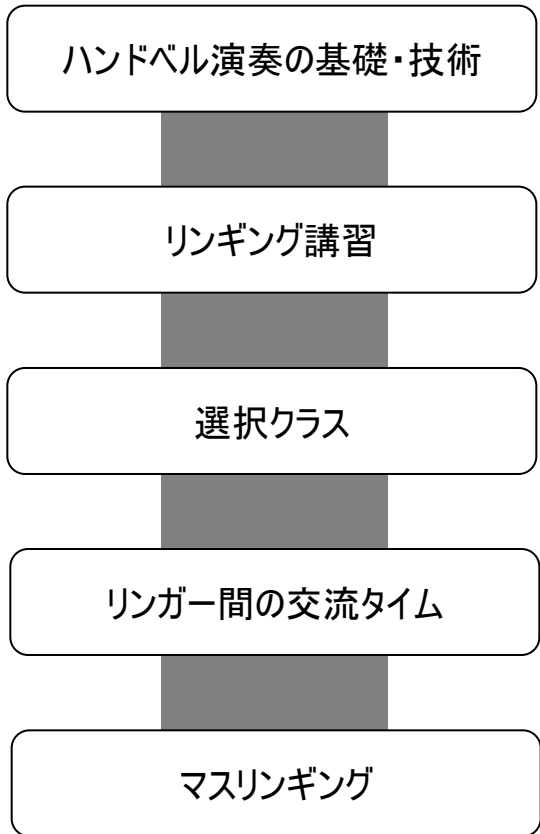 ハンドベル演奏の基礎・技術
リンギング講習
選択クラス
リンガー間の交流タイム
マスリンギング